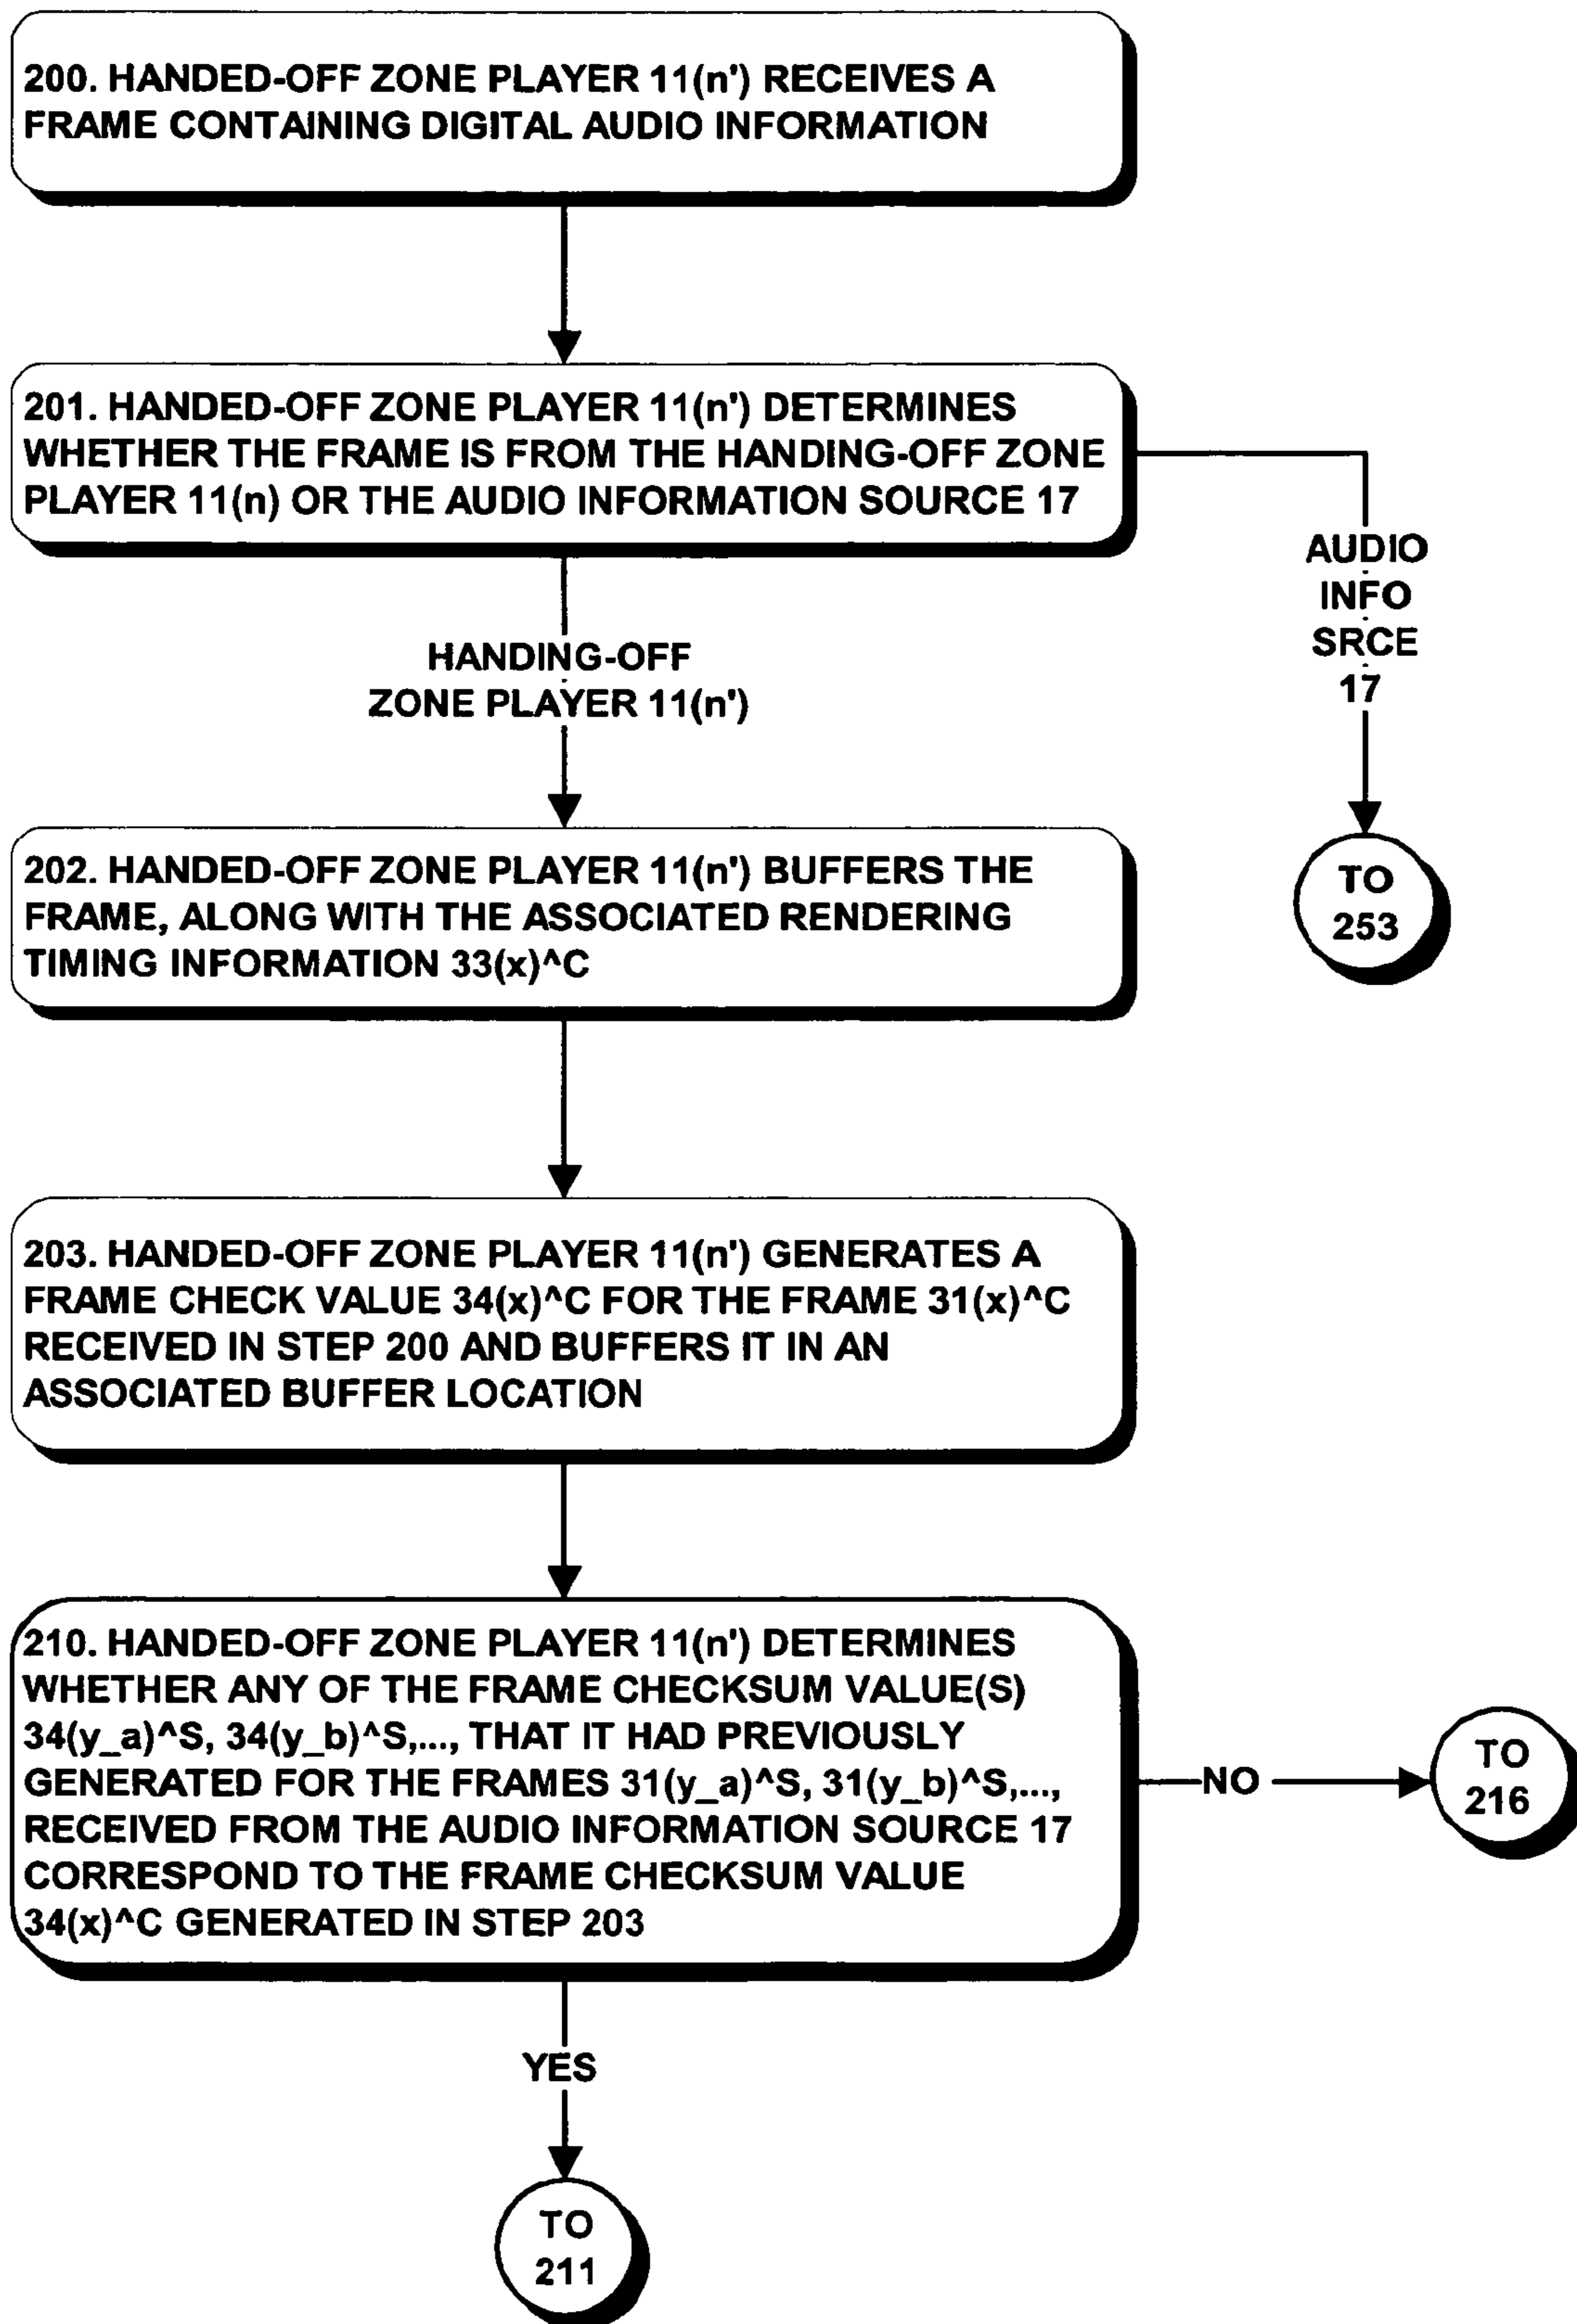 200. HANDED-OFF ZONE PLAYER 11(n') RECEIVES A
FRAME CONTAINING DIGITAL AUDIO INFORMATION
201. HANDED-OFF ZONE PLAYER 11(n') DETERMINES
WHETHER THE FRAME IS FROM THE HANDING-OFF ZONE
PLAYER 11(n) OR THE AUDIO INFORMATION SOURCE 17
AUDIO
INFO
SRCE
17
TO
253
HANDING-OFF
ZONE PLAYER 11(n')
202. HANDED-OFF ZONE PLAYER 11(n') BUFFERS THE
FRAME, ALONG WITH THE ASSOCIATED RENDERING
TIMING INFORMATION 33(x)^C
203. HANDED-OFF ZONE PLAYER 11(n') GENERATES A
FRAME CHECK VALUE 34(x)^C FOR THE FRAME 31(x)^C
RECEIVED IN STEP 200 AND BUFFERS IT IN AN
ASSOCIATED BUFFER LOCATION
210. HANDED-OFF ZONE PLAYER 11(n') DETERMINES
WHETHER ANY OF THE FRAME CHECKSUM VALUE(S)
34(y_a)^S, 34(y_b)^S,..., THAT IT HAD PREVIOUSLY
GENERATED FOR THE FRAMES 31(y_a)^S, 31(y_b)^S,...,
RECEIVED FROM THE AUDIO INFORMATION SOURCE 17
CORRESPOND TO THE FRAME CHECKSUM VALUE
34(x)^C GENERATED IN STEP 203
NO
TO
216
YES
TO
211